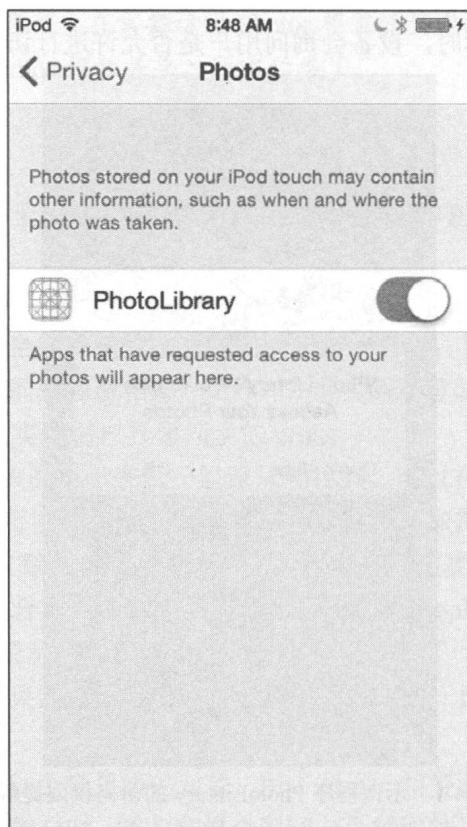 iPod 8:48 AM
Privacy Photos
Photos stored on your iPod touch may contain
other information, such as when and where the
photo was taken.
PhotoLibrary
Apps that have requested access to your
photos will appear here.